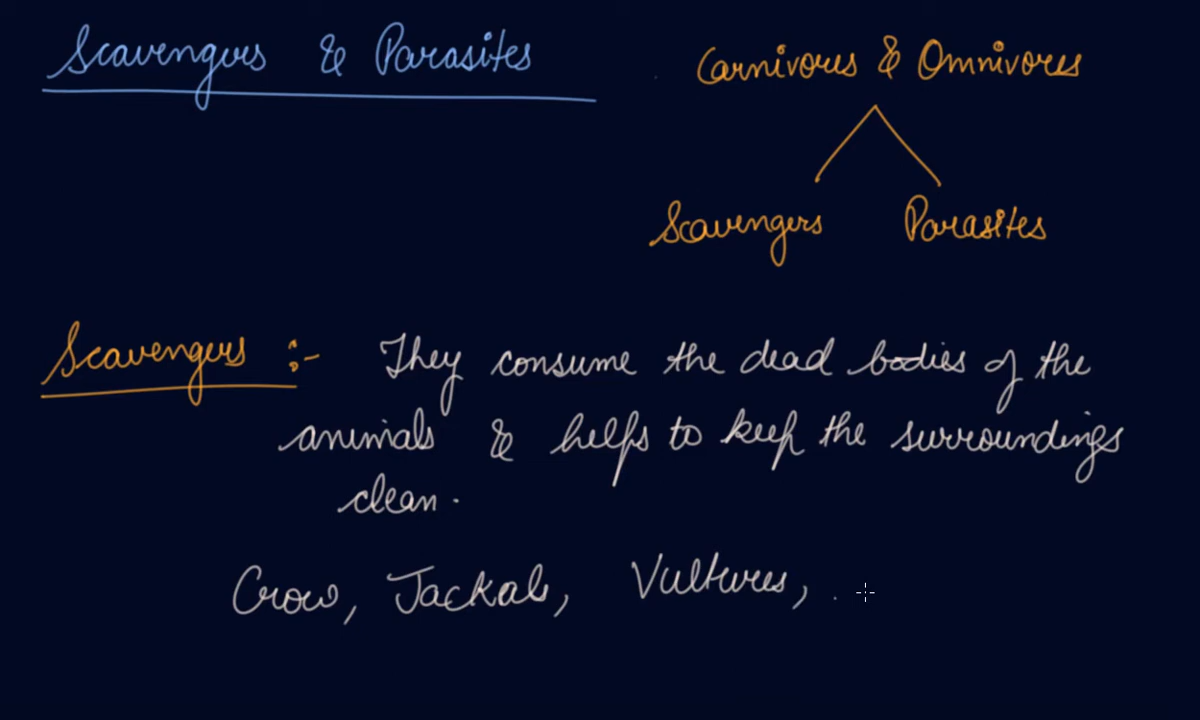 Scavengers & Parasites
Carnivores & Omnivores
Scavengers Parasites
Scavengers :- They consume the dead bodies of the
animals & helps to keep the surroundings
clean.
Crow, Jackals, Vultures, .